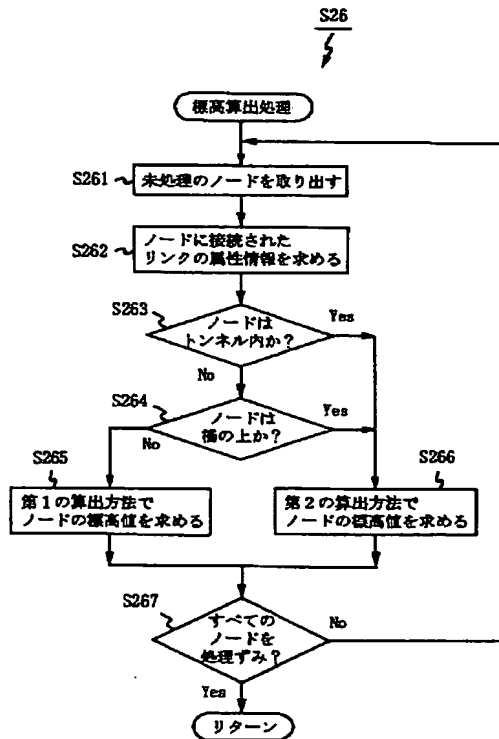 S26
標高算出処理
S261
未処理のノードを取り出す
S262
ノードに接続された
リンクの属性情報を求める
S263
ノードは
トンネル内か?
Yes
No
S264
ノードは
橋の上か?
Yes
No
S265
第1の算出方法で
ノードの標高値を求める
S266
第2の算出方法で
ノードの標高値を求める
S267
すべての
ノードを
処理ずみ?
No
Yes
リターン